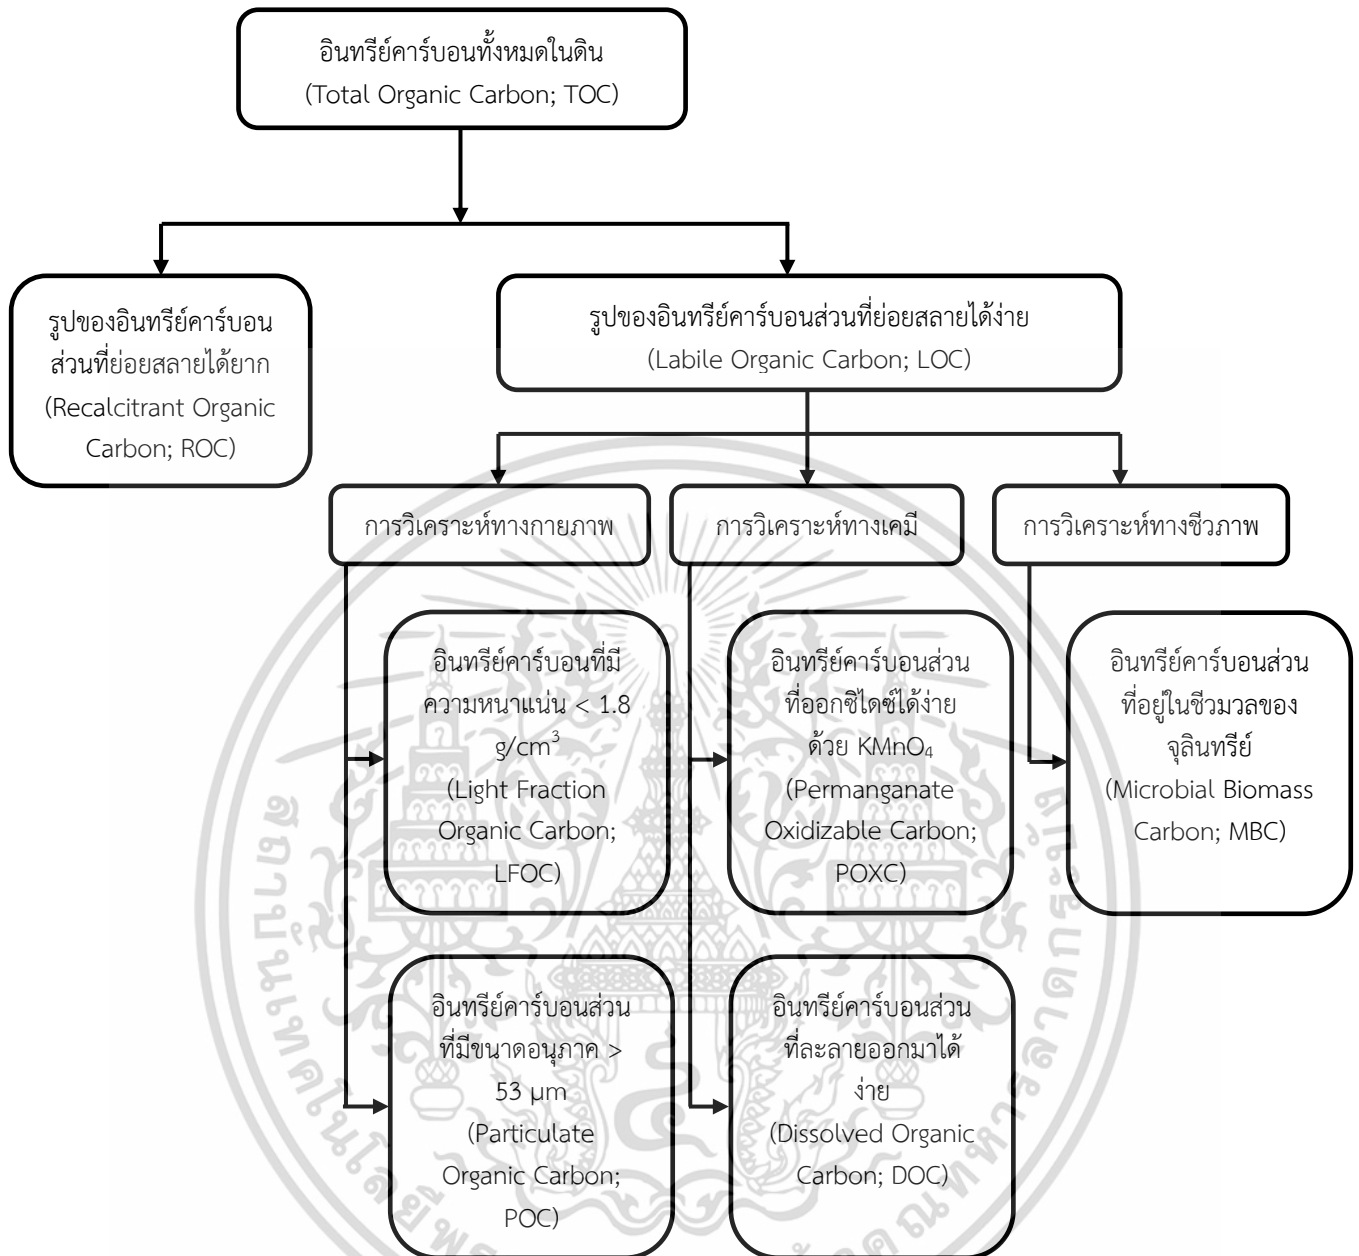 อินทรีย์คาร์บอนทั้งหมดในดิน
(Total Organic Carbon; TOC)
รูปของอินทรีย์คาร์บอน
ส่วนที่ย่อยสลายได้ยาก
(Recalcitrant Organic
Carbon; ROC)
รูปของอินทรีย์คาร์บอนส่วนที่ย่อยสลายได้ง่าย
(Labile Organic Carbon; LOC)
การวิเคราะห์ทางกายภาพ
การวิเคราะห์ทางเคมี
การวิเคราะห์ทางชีวภาพ
อินทรีย์คาร์บอนที่มี
ความหนาแน่น < 1.8
g/cm³
(Light Fraction
Organic Carbon;
LFOC)
อินทรีย์คาร์บอนส่วน
ที่ออกซิไดซ์ได้ง่าย
ด้วย KMnO₄
(Permanganate
Oxidizable Carbon;
POXC)
อินทรีย์คาร์บอนส่วน
ที่อยู่ในชีวมวลของ
จุลินทรีย์
(Microbial Biomass
Carbon; MBC)
อินทรีย์คาร์บอนส่วน
ที่มีขนาดอนุภาค >
53 µm
(Particulate
Organic Carbon;
POC)
อินทรีย์คาร์บอนส่วน
ที่ละลายออกมาได้
ง่าย
(Dissolved Organic
Carbon; DOC)